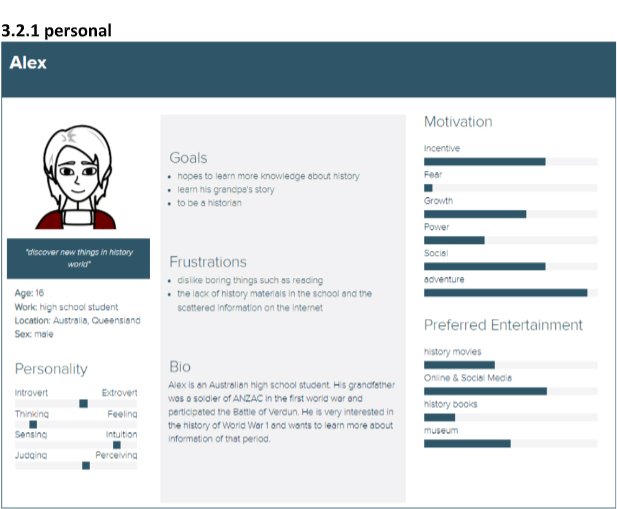 3.2.1 personal
Alex
"discover new things in history
world"
Age: 16
Work: high school student
Location: Australia, Queensland
Sex: male
Personality
Introvert Extrovert
Thinking Feeling
Sensing Intuition
Judging Perceiving
Goals
• hopes to learn more knowledge about history
• learn his grandpa's story
• to be a historian
Frustrations
• dislike boring things such as reading
• the lack of history materials in the school and the
scattered information on the Internet
Bio
Alex is an Australian high school student. His grandfather
was a soldier of ANZAC in the first world war and
participated the Battle of Verdun. He is very interested in
the history of World War 1 and wants to learn more about
information of that period.
Motivation
Incentive
Fear
Growth
Power
Social
adventure
Preferred Entertainment
history movies
Online & Social Media
history books
museum